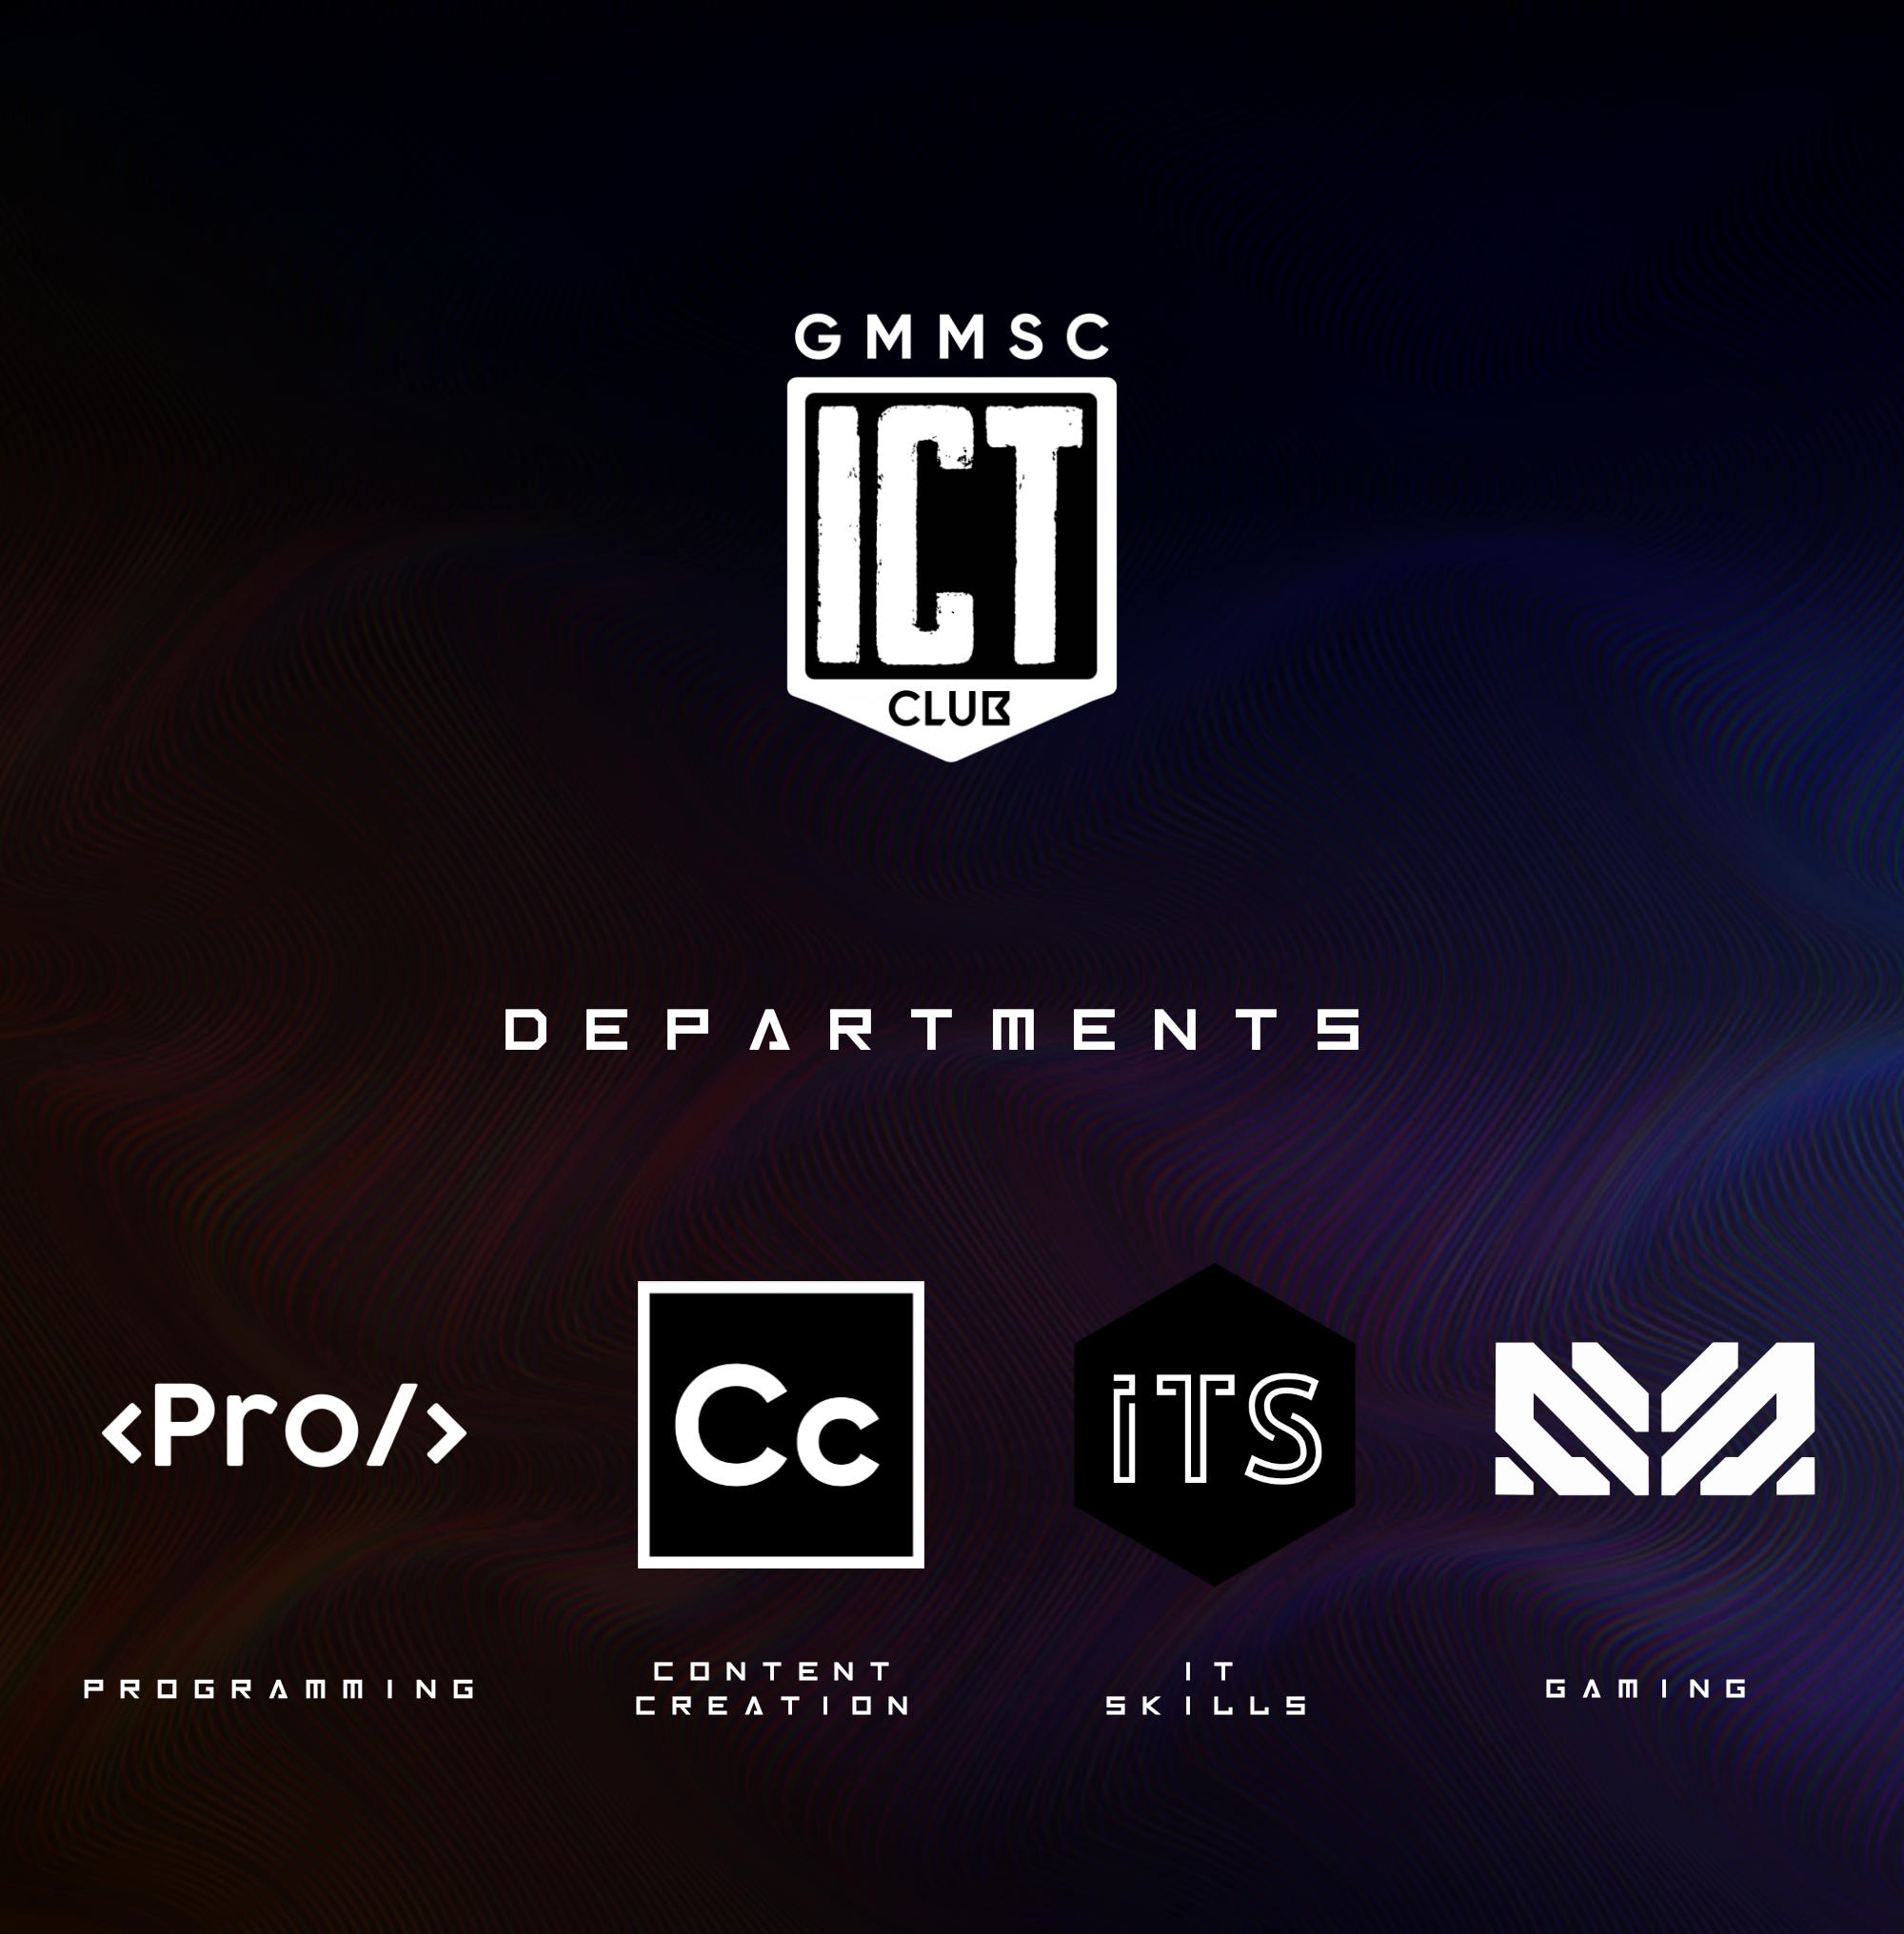 GMMSC
ICT
CLUB
DEPARTMENTS
<Pro/>
Cc
iTS
PROGRAMMING
CONTENT
CREATION
IT
SKILLS
GAMING